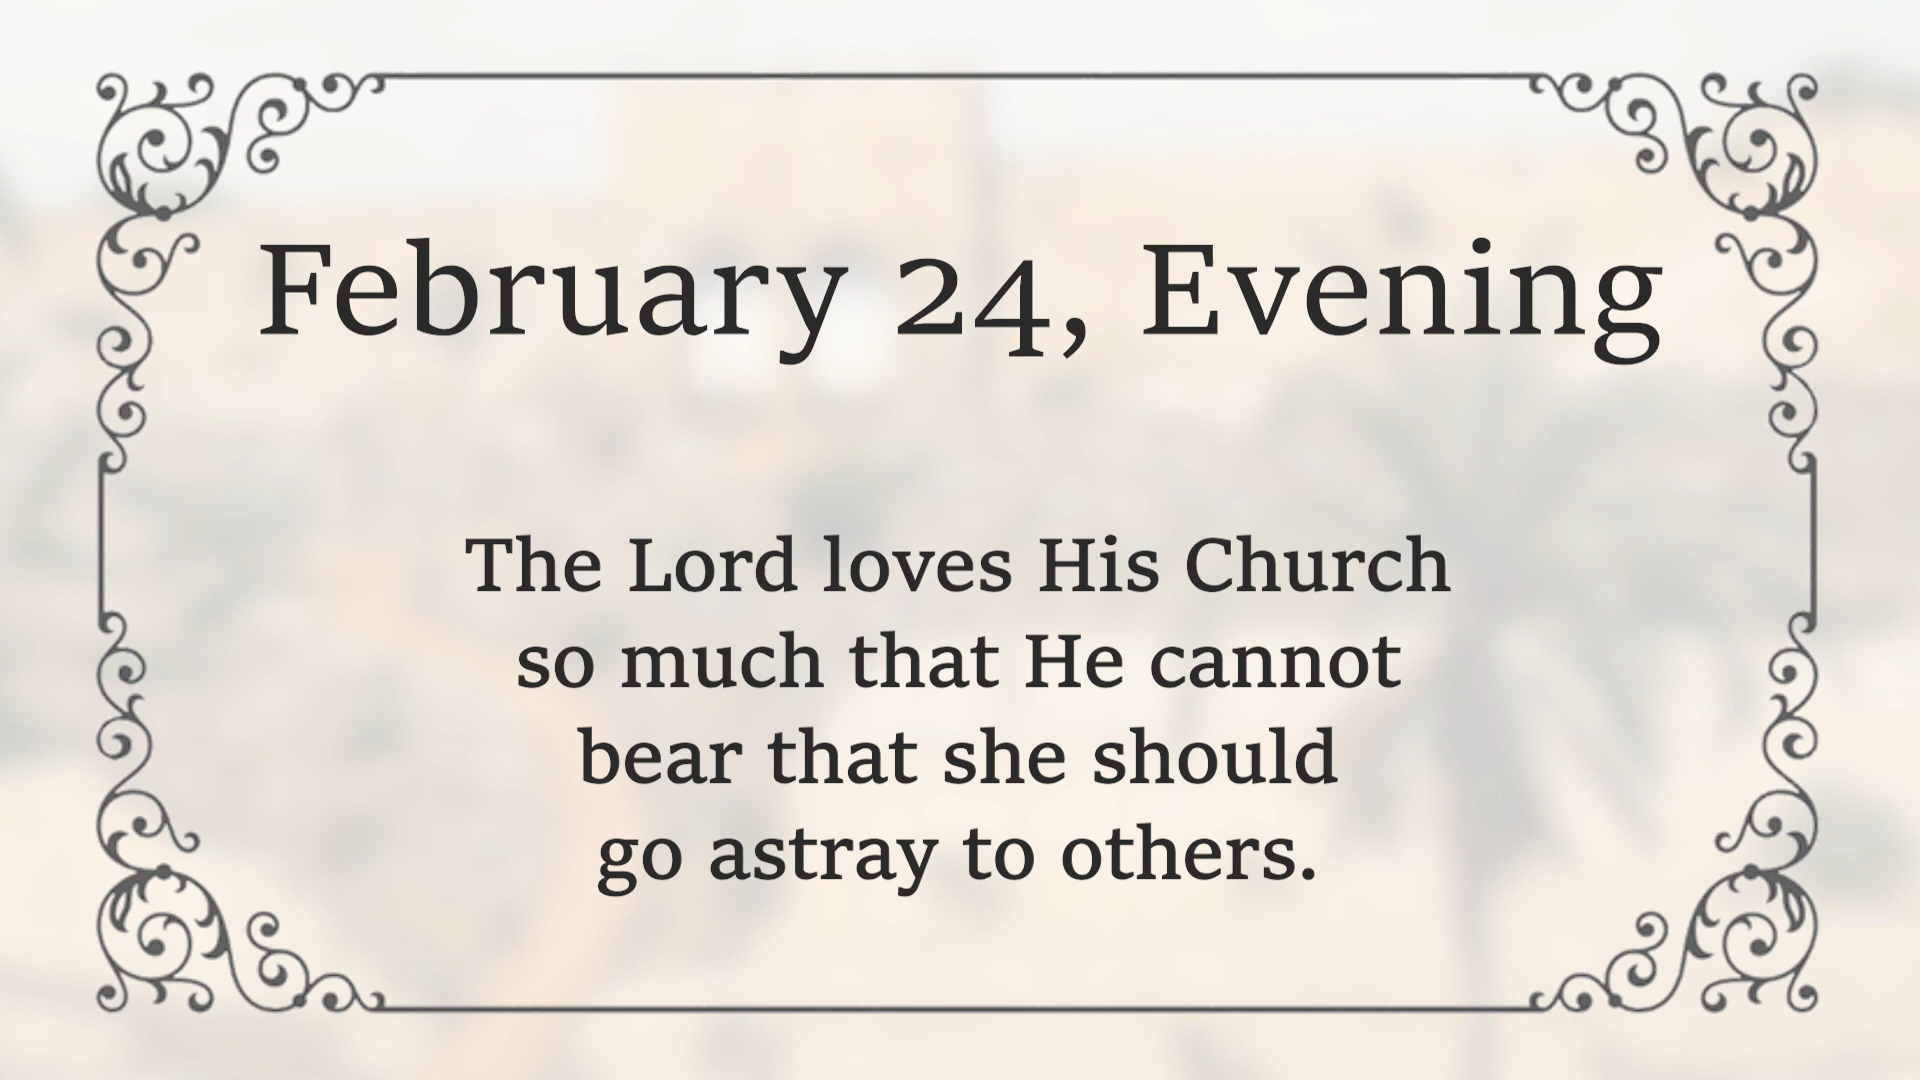 February 24, Evening
The Lord loves His Church
so much that He cannot
bear that she should
go astray to others.